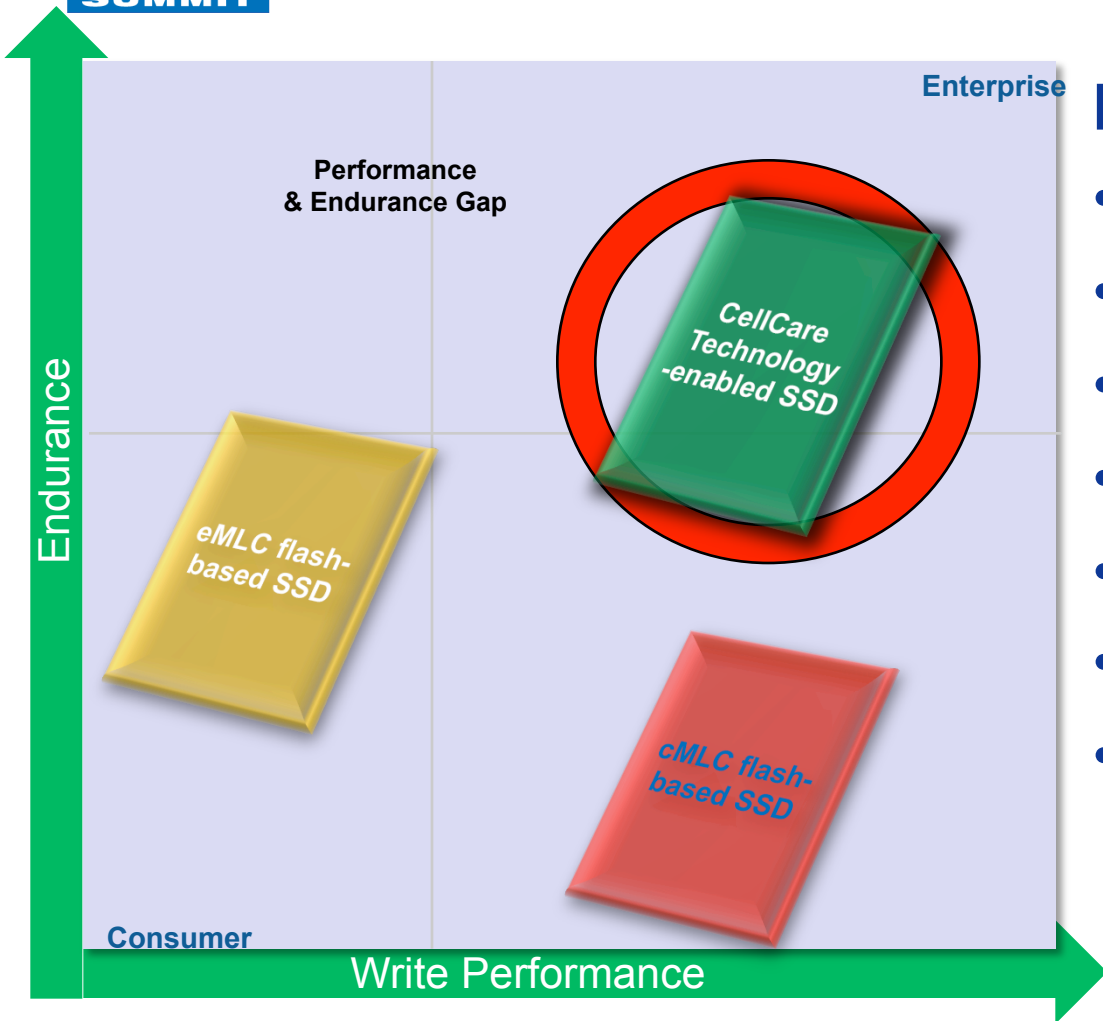 SUMMIT
Enterprise
Performance
& Endurance Gap
CellCare
Technology
-enabled SSD
Endurance
eMLC flash-
based SSD
cMLC flash-
based SSD
Consumer
Write Performance